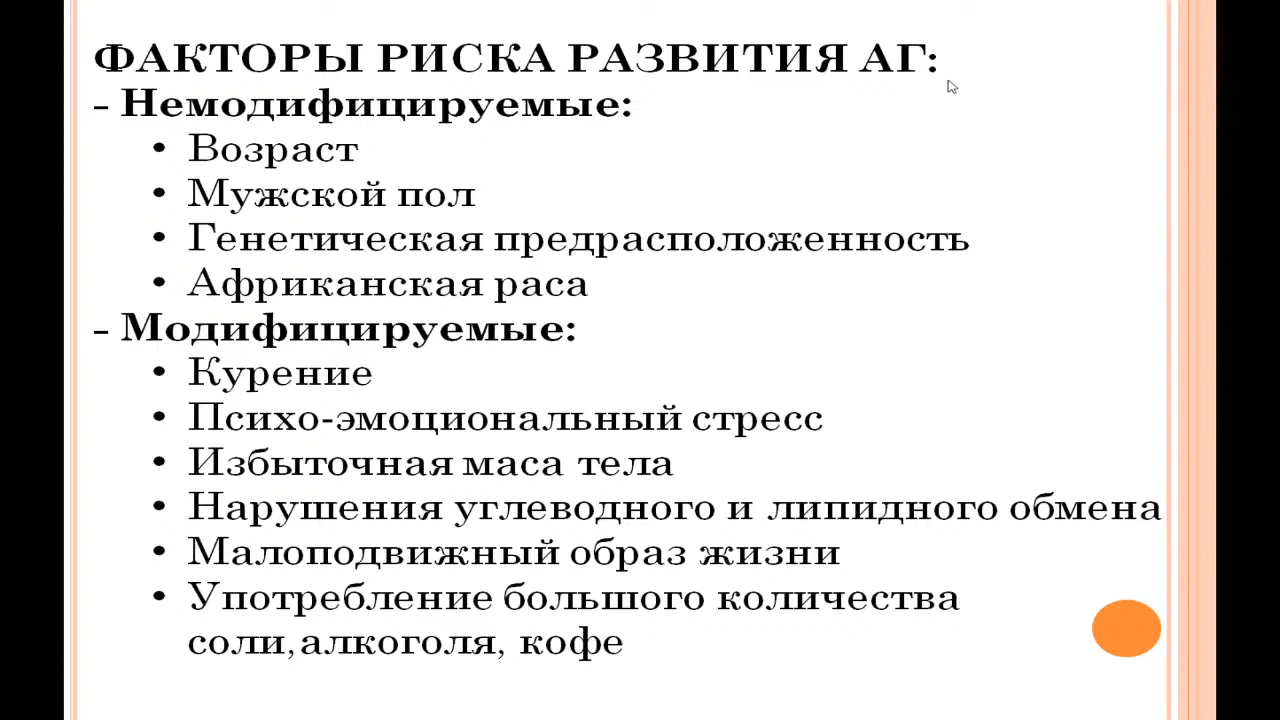 ФАКТОРЫ РИСКА РАЗВИТИЯ АГ:
- Немодифицируемые:
• Возраст
• Мужской пол
• Генетическая предрасположенность
• Африканская раса
- Модифицируемые:
• Курение
• Психо-эмоциональный стресс
• Избыточная маса тела
• Нарушения углеводного и липидного обмена
• Малоподвижный образ жизни
• Употребление большого количества
соли, алкоголя, кофе